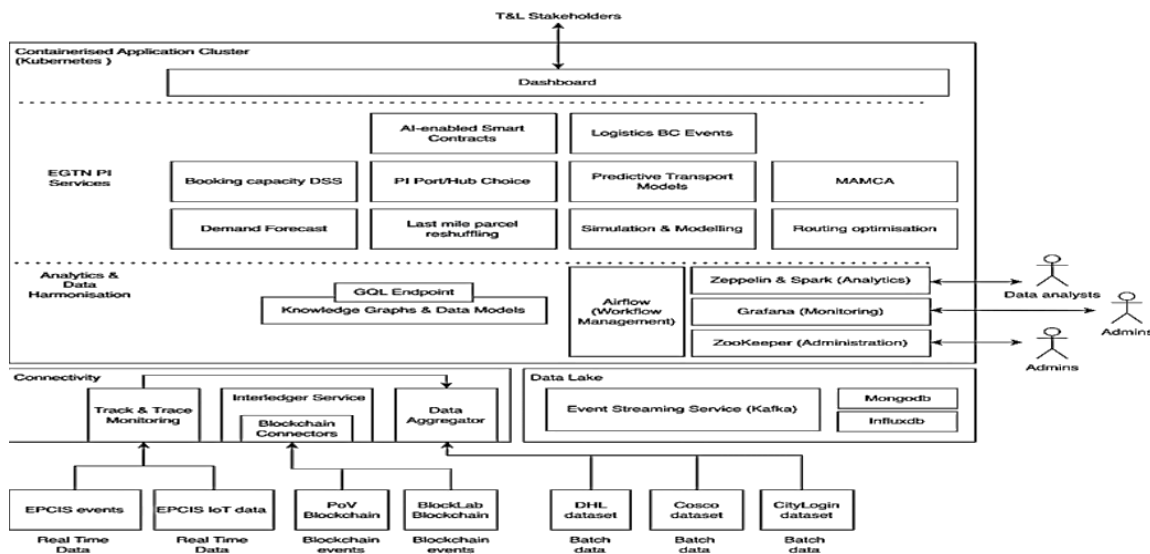 T&L Stakeholders
Containerised Application Cluster
(Kubernetes )
Dashboard
AI-enabled Smart
Contracts
Logistics BC Events
EGTN PI
Services
Booking capacity DSS
PI Port/Hub Choice
Predictive Transport
Models
MAMCA
Demand Forecast
Last mile parcel
reshuffling
Simulation & Modelling
Routing optimisation
Analytics &
Data
Harmonisation
GQL Endpoint
Knowledge Graphs & Data Models
Airflow
(Workflow
Management)
Zeppelin & Spark (Analytics)
Grafana (Monitoring)
ZooKeeper (Administration)
Data analysts
Admins
Admins
Connectivity
Track & Trace
Monitoring
Interledger Service
Blockchain
Connectors
Data
Aggregator
Data Lake
Event Streaming Service (Kafka)
Mongodb
Influxdb
EPCIS events
EPCIS IoT data
PoV
Blockchain
BlockLab
Blockchain
DHL
dataset
Cosco
dataset
CityLogin
dataset
Real Time
Data
Real Time
Data
Blockchain
events
Blockchain
events
Batch
data
Batch
data
Batch
data